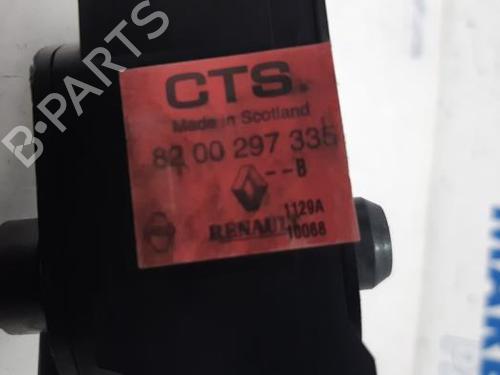 B-PARTS
CTS.
Made in Scotland
82 00 297 335
--B
1129A
RENAULT
10068